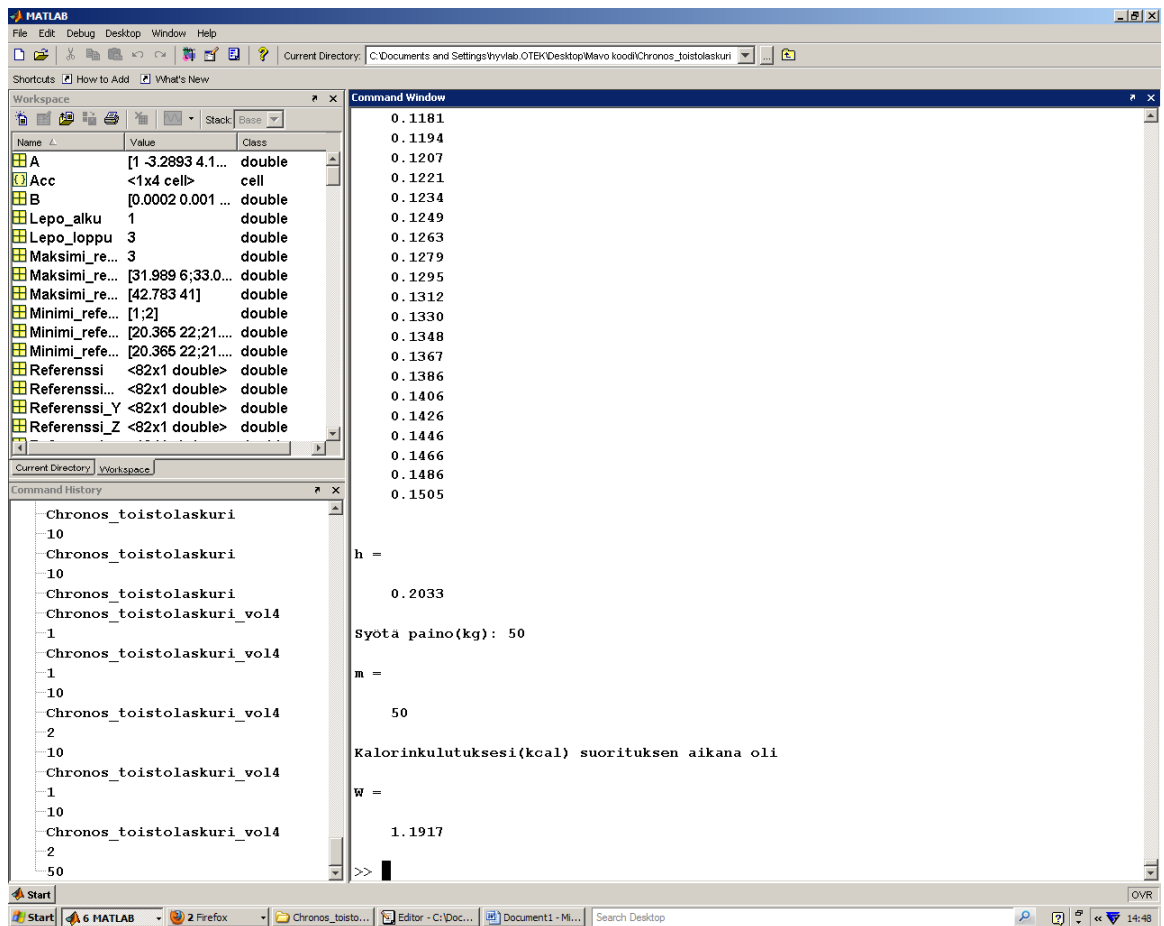 MATLAB
File Edit Debug Desktop Window Help
Current Directory: C:\Documents and Settings\hyvlab.OTEK\Desktop\Mavo koodi\Chronos_toistolaskuri
Shortcuts How to Add What's New
Workspace
Stack: Base
Name Value Class
A [1 -3.2893 4.1... double
Acc <1x4 cell> cell
B [0.0002 0.001 ... double
Lepo_alku 1 double
Lepo_loppu 3 double
Maksimi_re... 3 double
Maksimi_re... [31.989 6;33.0... double
Maksimi_re... [42.783 41] double
Minimi_refe... [1;2] double
Minimi_refe... [20.365 22;21.... double
Minimi_refe... [20.365 22;21.... double
Referenssi <82x1 double> double
Referenssi... <82x1 double> double
Referenssi_Y <82x1 double> double
Referenssi_Z <82x1 double> double
Current Directory Workspace
Command History
Chronos_toistolaskuri
10
Chronos_toistolaskuri
10
Chronos_toistolaskuri
Chronos_toistolaskuri_vol4
1
Chronos_toistolaskuri_vol4
1
10
Chronos_toistolaskuri_vol4
2
10
Chronos_toistolaskuri_vol4
1
10
Chronos_toistolaskuri_vol4
2
50
Command Window
0.1181
0.1194
0.1207
0.1221
0.1234
0.1249
0.1263
0.1279
0.1295
0.1312
0.1330
0.1348
0.1367
0.1386
0.1406
0.1426
0.1446
0.1466
0.1486
0.1505
h =
0.2033
Syötä paino(kg): 50
m =
50
Kalorinkulutuksesi(kcal) suorituksen aikana oli
W =
1.1917
>>
Start
OVR
Start 6 MATLAB 2 Firefox Chronos_toisto... Editor - C:\Doc... Document1 - Mi... Search Desktop 14:48